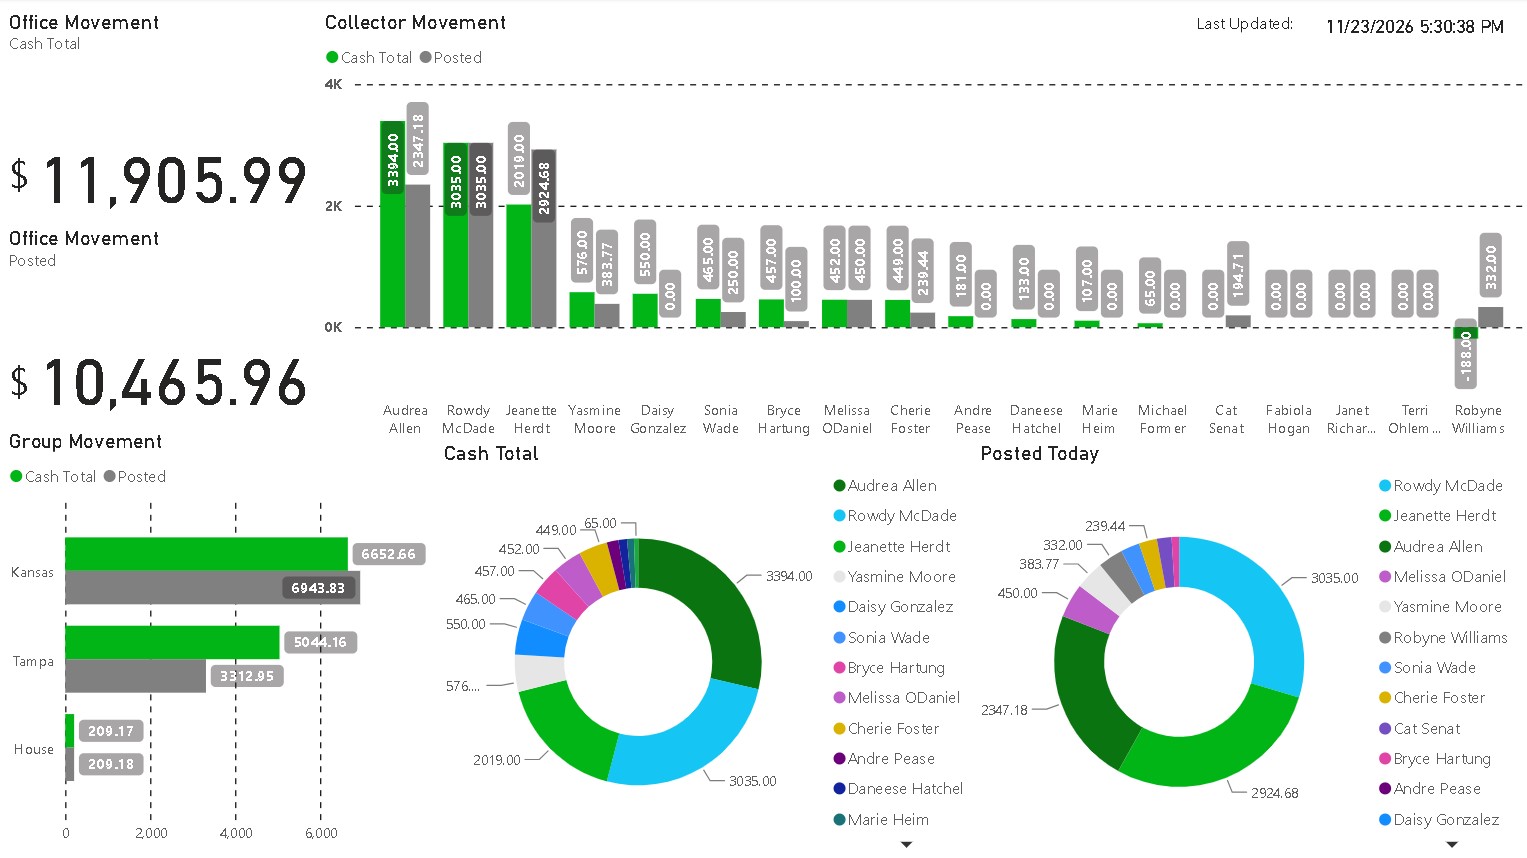 Office Movement
Cash Total
$ 11,905.99
Office Movement
Posted
$ 10,465.96
Collector Movement
Last Updated: 11/23/2026 5:30:38 PM
Cash Total Posted
4K
2K
0K
3394.00
2347.18
3035.00
3035.00
2019.00
2924.68
576.00
383.77
550.00
0.00
465.00
250.00
457.00
100.00
452.00
450.00
449.00
239.44
181.00
0.00
133.00
0.00
107.00
0.00
65.00
0.00
0.00
194.71
0.00
0.00
0.00
0.00
0.00
0.00
-188.00
332.00
Audrea Allen
Rowdy McDade
Jeanette Herdt
Yasmine Moore
Daisy Gonzalez
Sonia Wade
Bryce Hartung
Melissa ODaniel
Cherie Foster
Andre Pease
Daneese Hatchel
Marie Heim
Michael Former
Cat Senat
Fabiola Hogan
Janet Richar...
Terri Ohlem...
Robyne Williams
Group Movement
Cash Total Posted
Kansas
6652.66
6943.83
Tampa
5044.16
3312.95
House
209.17
209.18
0 2,000 4,000 6,000
Cash Total
65.00
449.00
452.00
457.00
465.00
550.00
576....
2019.00
3035.00
3394.00
Audrea Allen
Rowdy McDade
Jeanette Herdt
Yasmine Moore
Daisy Gonzalez
Sonia Wade
Bryce Hartung
Melissa ODaniel
Cherie Foster
Andre Pease
Daneese Hatchel
Marie Heim
Posted Today
239.44
332.00
383.77
450.00
2347.18
2924.68
3035.00
Rowdy McDade
Jeanette Herdt
Audrea Allen
Melissa ODaniel
Yasmine Moore
Robyne Williams
Sonia Wade
Cherie Foster
Cat Senat
Bryce Hartung
Andre Pease
Daisy Gonzalez